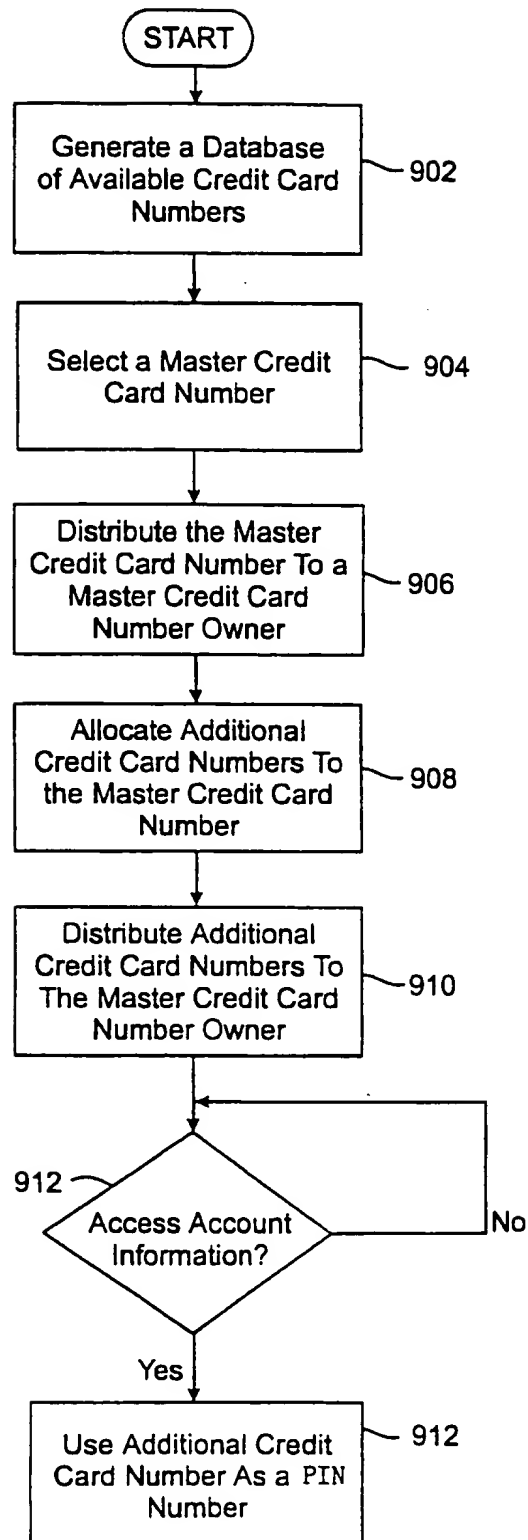 START
Generate a Database
of Available Credit Card
Numbers
902
Select a Master Credit
Card Number
904
Distribute the Master
Credit Card Number To a
Master Credit Card
Number Owner
906
Allocate Additional
Credit Card Numbers To
the Master Credit Card
Number
908
Distribute Additional
Credit Card Numbers To
The Master Credit Card
Number Owner
910
912
Access Account
Information?
No
Yes
Use Additional Credit
Card Number As a PIN
Number
912